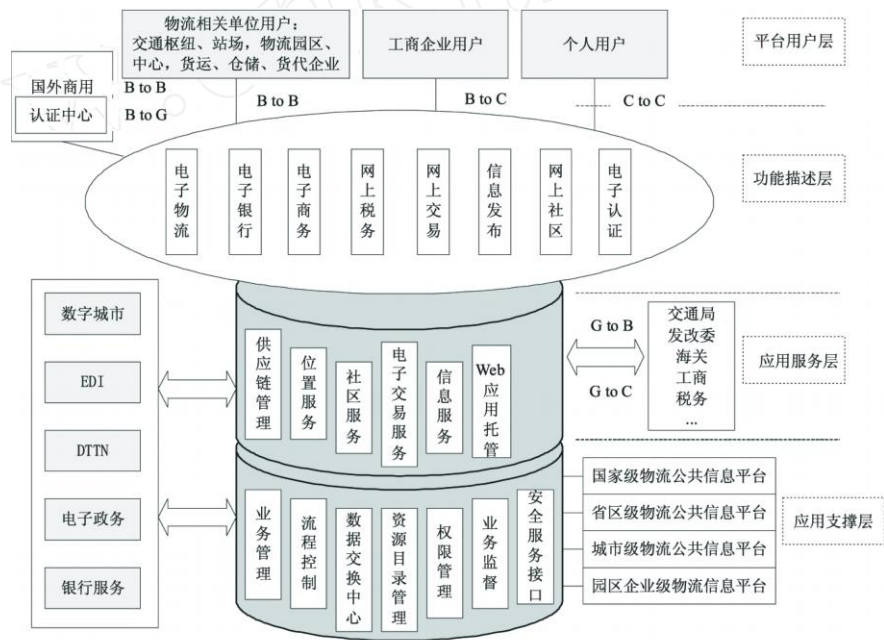 物流相关单位用户：
交通枢纽、站场，物流园区、
中心，货运、仓储、货代企业
工商企业用户
个人用户
平台用户层
国外商用
认证中心
B to B
B to G
B to B
B to C
C to C
电子物流
电子银行
电子商务
网上税务
网上交易
信息发布
网上社区
电子认证
功能描述层
数字城市
EDI
DTTN
电子政务
银行服务
供应链管理
位置服务
社区服务
电子交易服务
信息服务
Web应用托管
G to B
G to C
交通局
发改委
海关
工商
税务
...
应用服务层
业务管理
流程控制
数据交换中心
资源目录管理
权限管理
业务监督
安全服务接口
国家级物流公共信息平台
省区级物流公共信息平台
城市级物流公共信息平台
园区企业级物流信息平台
应用支撑层